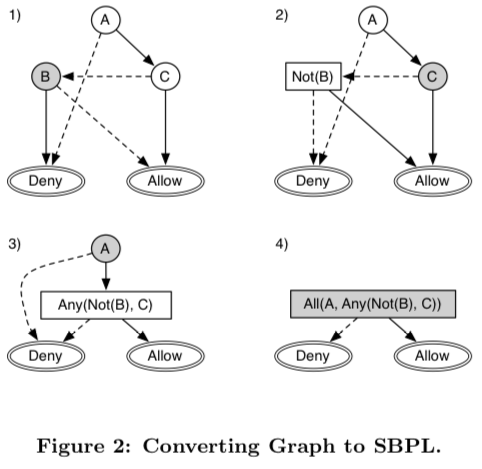 1)
A
B
C
Deny
Allow
2)
A
Not(B)
C
Deny
Allow
3)
A
Any(Not(B), C)
Deny
Allow
4)
All(A, Any(Not(B), C))
Deny
Allow
Figure 2: Converting Graph to SBPL.